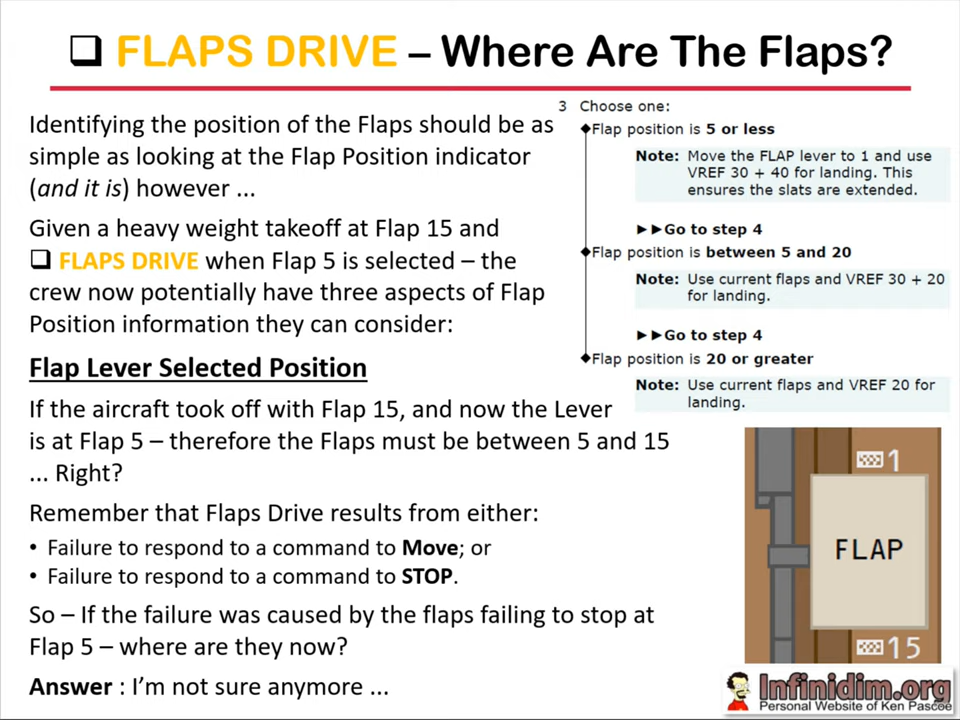 ❑ FLAPS DRIVE – Where Are The Flaps?
Identifying the position of the Flaps should be as
simple as looking at the Flap Position indicator
(and it is) however ...
Given a heavy weight takeoff at Flap 15 and
❑ FLAPS DRIVE when Flap 5 is selected – the
crew now potentially have three aspects of Flap
Position information they can consider:
Flap Lever Selected Position
If the aircraft took off with Flap 15, and now the Lever
is at Flap 5 – therefore the Flaps must be between 5 and 15
... Right?
Remember that Flaps Drive results from either:
• Failure to respond to a command to Move; or
• Failure to respond to a command to STOP.
So – If the failure was caused by the flaps failing to stop at
Flap 5 – where are they now?
Answer : I'm not sure anymore ...
3 Choose one:
◆Flap position is 5 or less
Note: Move the FLAP lever to 1 and use
VREF 30 + 40 for landing. This
ensures the slats are extended.
►►Go to step 4
◆Flap position is between 5 and 20
Note: Use current flaps and VREF 30 + 20
for landing.
►►Go to step 4
◆Flap position is 20 or greater
Note: Use current flaps and VREF 20 for
landing.
1
FLAP
15
Infinidim.org
Personal Website of Ken Pascoe